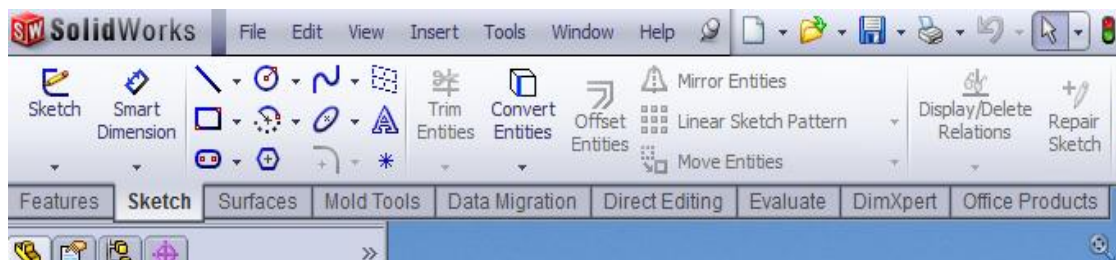 SW SolidWorks File Edit View Insert Tools Window Help
Sketch Smart Dimension Trim Entities Convert Entities Offset Entities
Mirror Entities
Linear Sketch Pattern
Move Entities
Display/Delete Relations Repair Sketch
Features Sketch Surfaces Mold Tools Data Migration Direct Editing Evaluate DimXpert Office Products